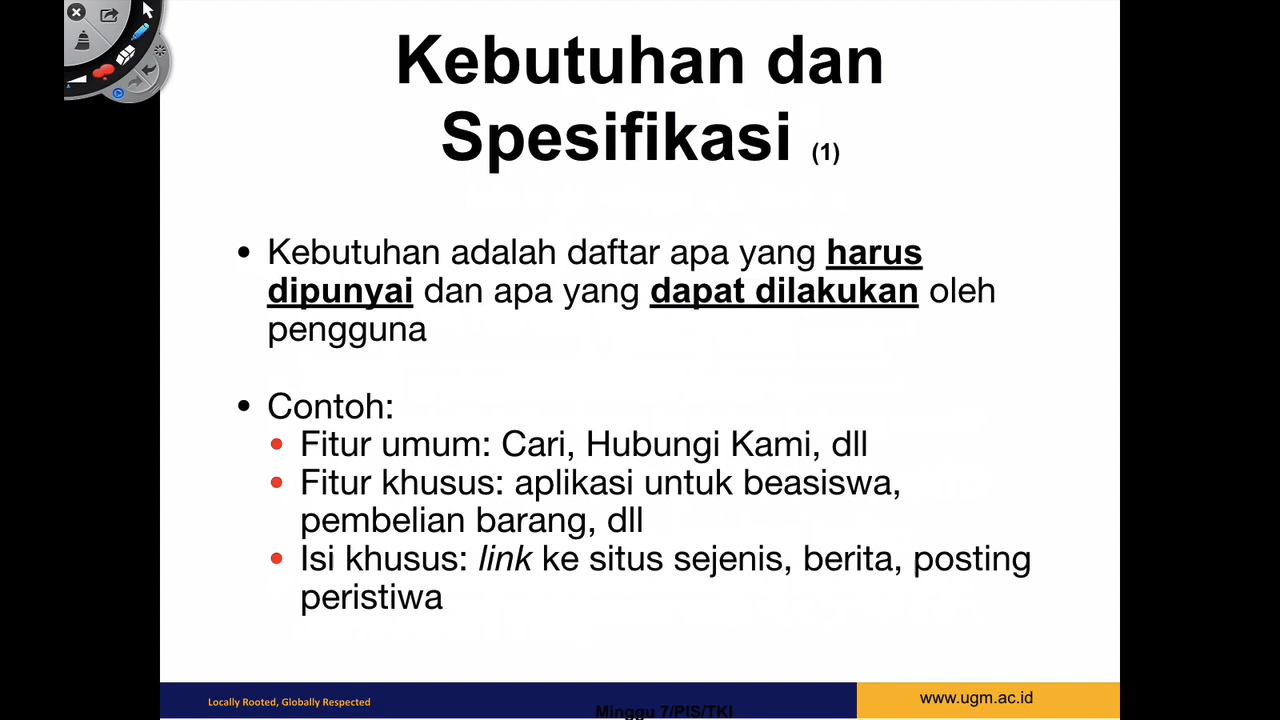 Kebutuhan dan
Spesifikasi (1)
• Kebutuhan adalah daftar apa yang harus
dipunyai dan apa yang dapat dilakukan oleh
pengguna
• Contoh:
• Fitur umum: Cari, Hubungi Kami, dll
• Fitur khusus: aplikasi untuk beasiswa,
pembelian barang, dll
• Isi khusus: link ke situs sejenis, berita, posting
peristiwa
Locally Rooted, Globally Respected
www.ugm.ac.id
Minggu 7/PIS/TKI